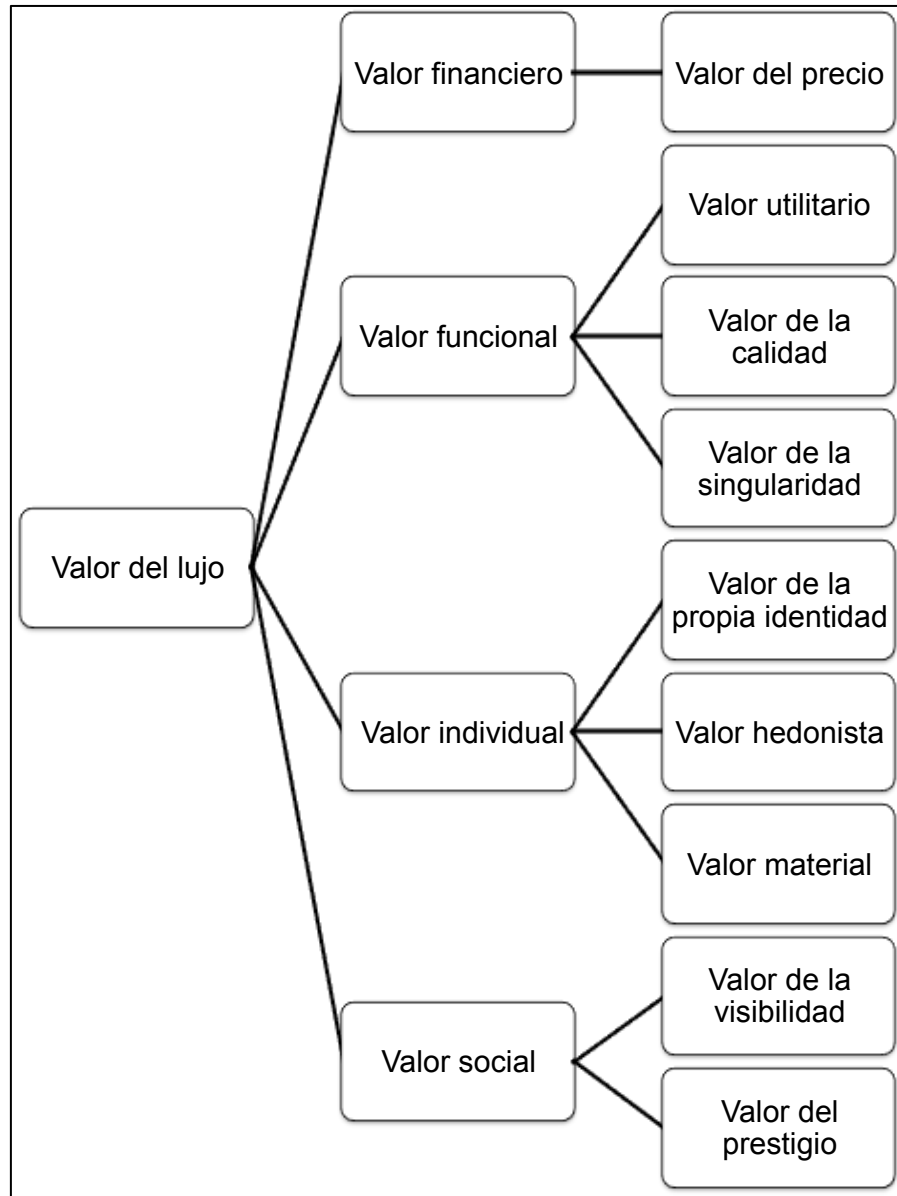 Valor financiero
Valor del precio
Valor utilitario
Valor funcional
Valor de la
calidad
Valor de la
singularidad
Valor del lujo
Valor de la
propia identidad
Valor individual
Valor hedonista
Valor material
Valor de la
visibilidad
Valor social
Valor del
prestigio